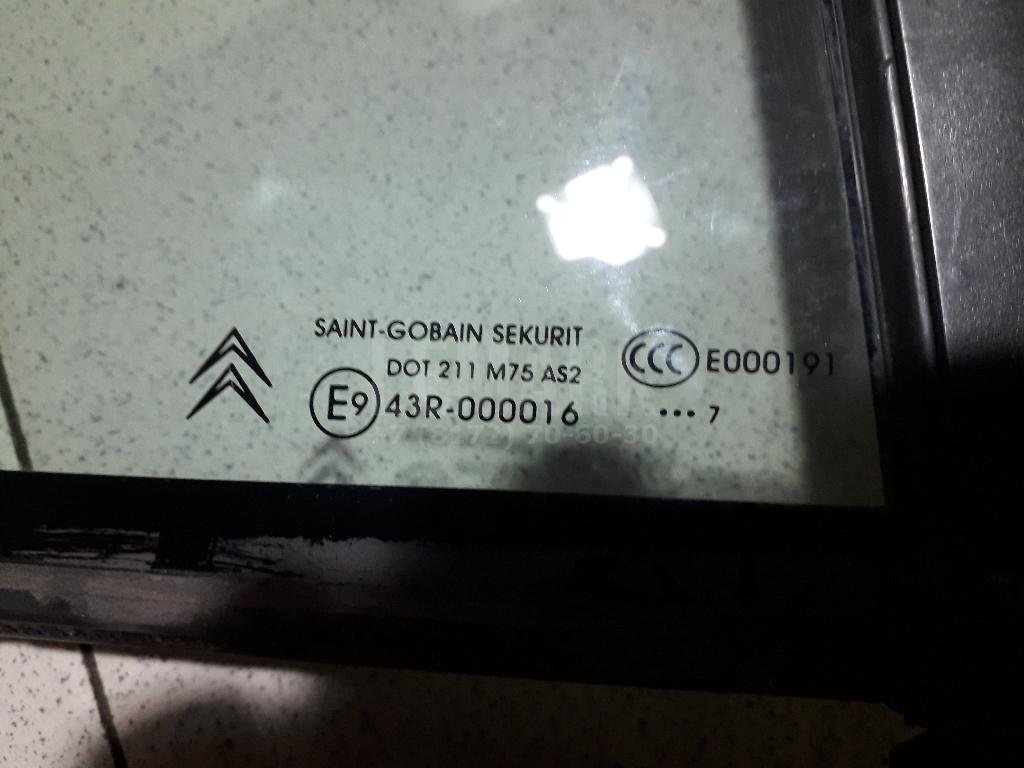 SAINT-GOBAIN SEKURIT
DOT 211 M75 AS2
E9 43R-000016
CCC E000191
••• 7